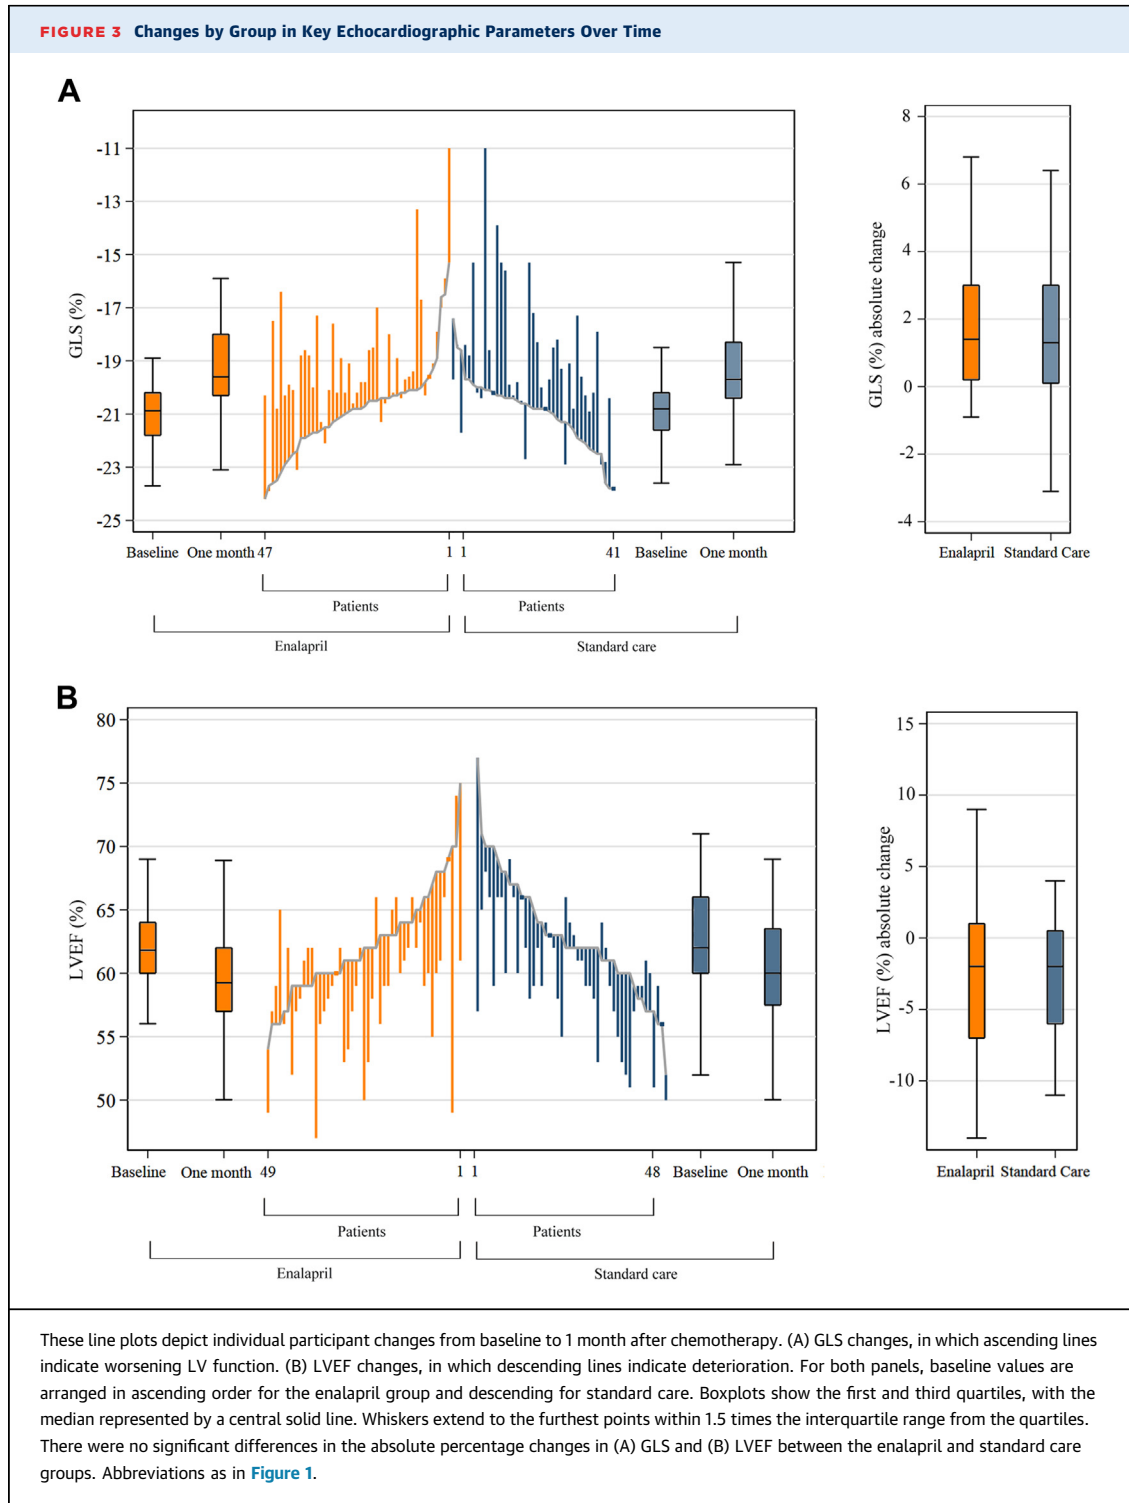 FIGURE 3 Changes by Group in Key Echocardiographic Parameters Over Time
A
GLS (%)
-11
-13
-15
-17
-19
-21
-23
-25
Baseline One month 47 1 1 41 Baseline One month
Patients Patients
Enalapril Standard care
GLS (%) absolute change
8
6
4
2
0
-2
-4
Enalapril Standard Care
B
LVEF (%)
80
75
70
65
60
55
50
Baseline One month 49 1 1 48 Baseline One month
Patients Patients
Enalapril Standard care
LVEF (%) absolute change
15
10
5
0
-5
-10
Enalapril Standard Care
These line plots depict individual participant changes from baseline to 1 month after chemotherapy. (A) GLS changes, in which ascending lines
indicate worsening LV function. (B) LVEF changes, in which descending lines indicate deterioration. For both panels, baseline values are
arranged in ascending order for the enalapril group and descending for standard care. Boxplots show the first and third quartiles, with the
median represented by a central solid line. Whiskers extend to the furthest points within 1.5 times the interquartile range from the quartiles.
There were no significant differences in the absolute percentage changes in (A) GLS and (B) LVEF between the enalapril and standard care
groups. Abbreviations as in Figure 1.